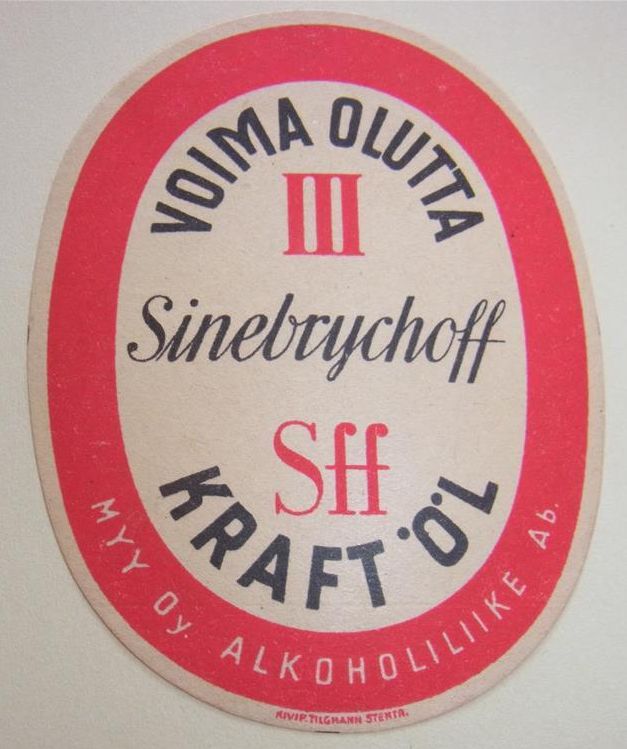 VOIMA OLUTTA
III
Sinebrychoff
Sff
KRAFT ÖL
MYY Oy. ALKOHOLILIIKE Ab.
KIVIP. TILGMANN STENTR.